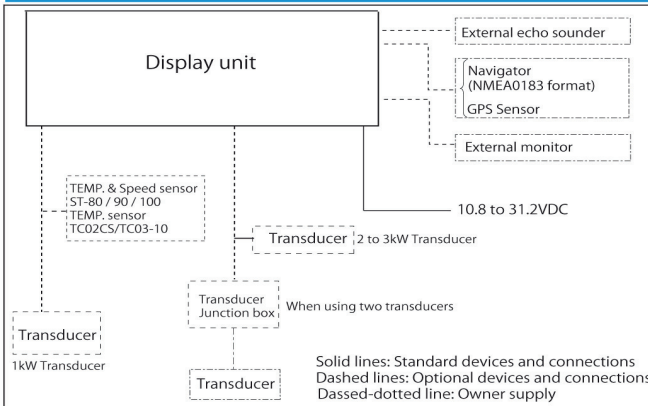 Display unit
External echo sounder
Navigator
(NMEA0183 format)
GPS Sensor
External monitor
TEMP. & Speed sensor
ST-80 / 90 / 100
TEMP. sensor
TC02CS/TC03-10
10.8 to 31.2VDC
Transducer
2 to 3kW Transducer
Transducer
Junction box
When using two transducers
Transducer
1kW Transducer
Transducer
Solid lines: Standard devices and connections
Dashed lines: Optional devices and connections
Dassed-dotted line: Owner supply